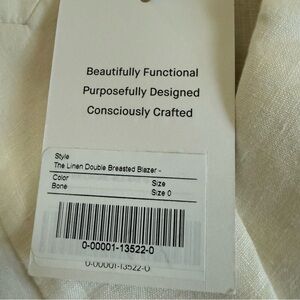 Beautifully Functional
Purposefully Designed
Consciously Crafted
Style
The Linen Double Breasted Blazer -
Color Size
Bone Size 0
0-00001-13522-0
0-00001-13522-0